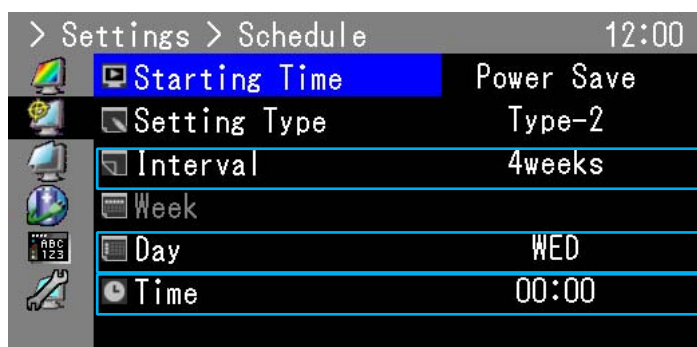 > Settings > Schedule 12:00
Starting Time Power Save
Setting Type Type-2
Interval 4weeks
Week
ABC
123
Day WED
Time 00:00